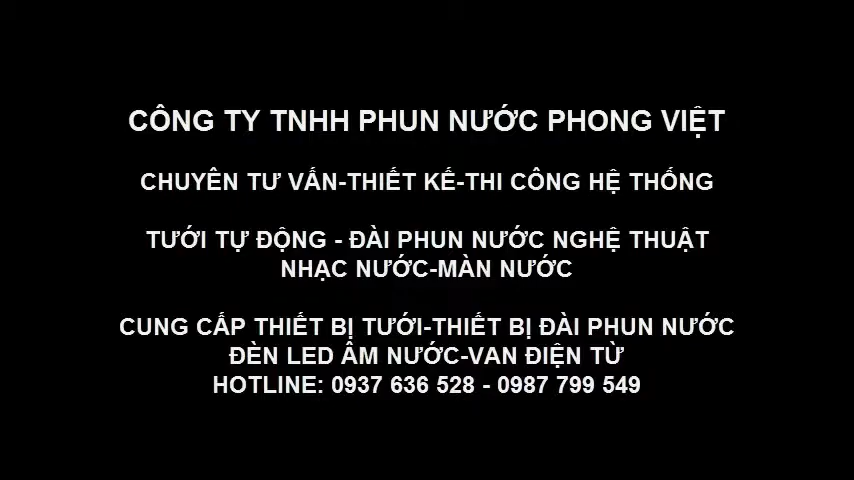 CÔNG TY TNHH PHUN NƯỚC PHONG VIỆT
CHUYÊN TƯ VẤN-THIẾT KẾ-THI CÔNG HỆ THỐNG
TƯỚI TỰ ĐỘNG - ĐÀI PHUN NƯỚC NGHỆ THUẬT
NHẠC NƯỚC-MÀN NƯỚC
CUNG CẤP THIẾT BỊ TƯỚI-THIẾT BỊ ĐÀI PHUN NƯỚC
ĐÈN LED ÂM NƯỚC-VAN ĐIỆN TỪ
HOTLINE: 0937 636 528 - 0987 799 549